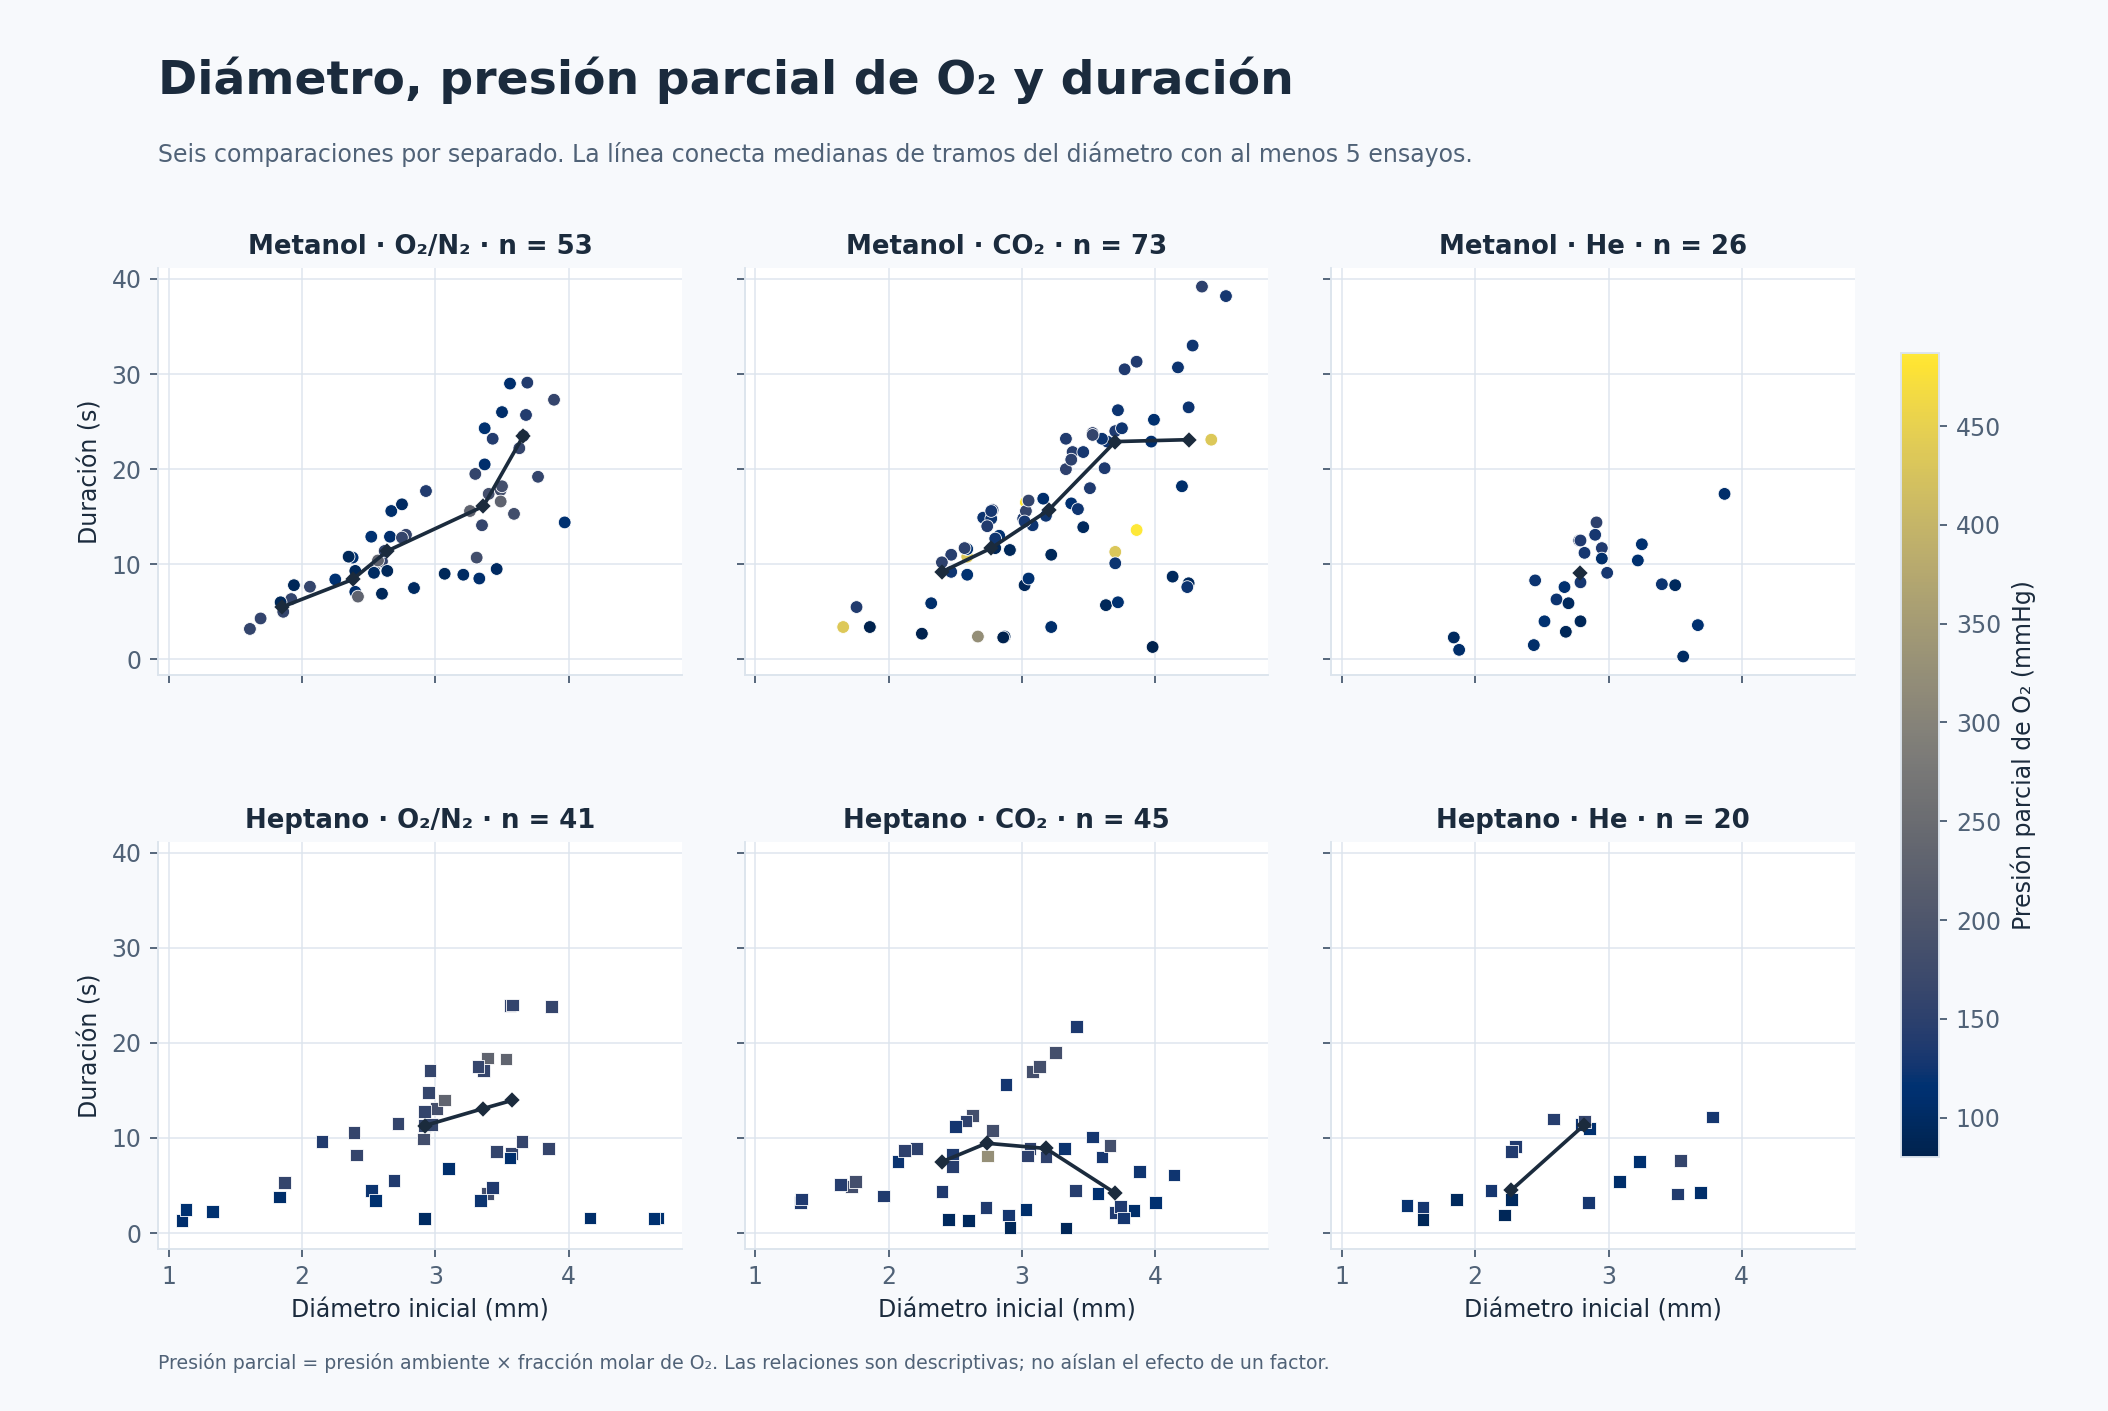 Diámetro, presión parcial de O₂ y duración
Seis comparaciones por separado. La línea conecta medianas de tramos del diámetro con al menos 5 ensayos.
Metanol · O₂/N₂ · n = 53
Metanol · CO₂ · n = 73
Metanol · He · n = 26
Duración (s)
40
30
20
10
0
Heptano · O₂/N₂ · n = 41
Heptano · CO₂ · n = 45
Heptano · He · n = 20
Duración (s)
40
30
20
10
0
1 2 3 4
1 2 3 4
1 2 3 4
Diámetro inicial (mm)
Diámetro inicial (mm)
Diámetro inicial (mm)
450
400
350
300
250
200
150
100
Presión parcial de O₂ (mmHg)
Presión parcial = presión ambiente × fracción molar de O₂. Las relaciones son descriptivas; no aíslan el efecto de un factor.